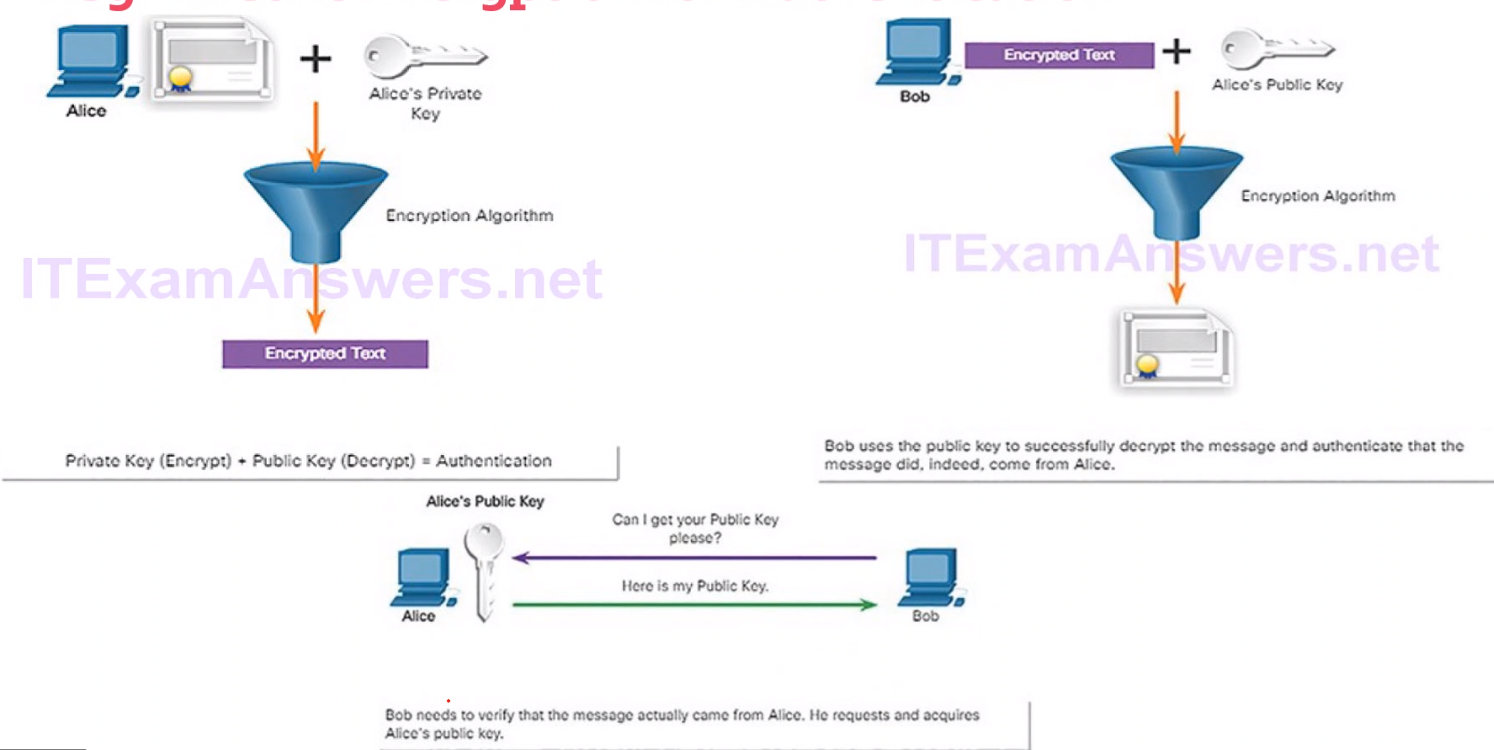 Alice
Alice's Private
Key
Encryption Algorithm
ITExamAnswers.net
Encrypted Text
Private Key (Encrypt) + Public Key (Decrypt) = Authentication
Encrypted Text
Bob
Alice's Public Key
Encryption Algorithm
ITExamAnswers.net
Bob uses the public key to successfully decrypt the message and authenticate that the
message did, indeed, come from Alice.
Alice's Public Key
Can I get your Public Key
please?
Here is my Public Key.
Alice
Bob
Bob needs to verify that the message actually came from Alice. He requests and acquires
Alice's public key.